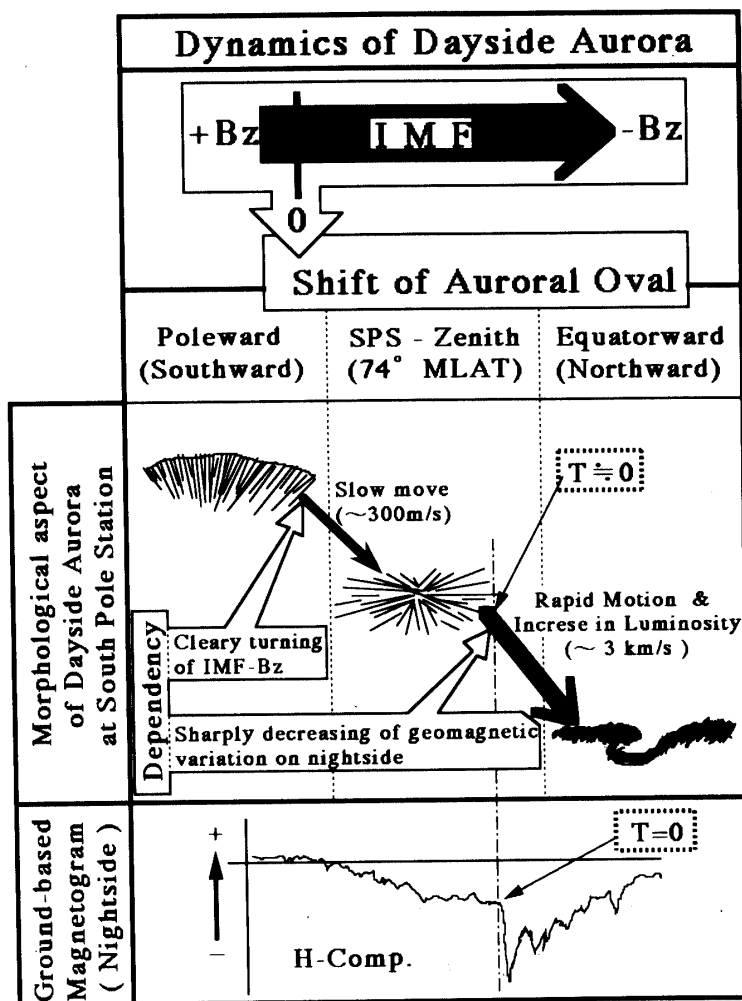 Dynamics of Dayside Aurora
+Bz IMF -Bz
0
Shift of Auroral Oval
Poleward
(Southward)
SPS - Zenith
(74° MLAT)
Equatorward
(Northward)
Morphological aspect
of Dayside Aurora
at South Pole Station
T≒0
Slow move
(~300m/s)
Rapid Motion &
Increse in Luminosity
(~ 3 km/s )
Dependency
Cleary turning
of IMF-Bz
Sharply decreasing of geomagnetic
variation on nightside
Ground-based
Magnetogram
( Nightside )
+
−
T=0
H-Comp.